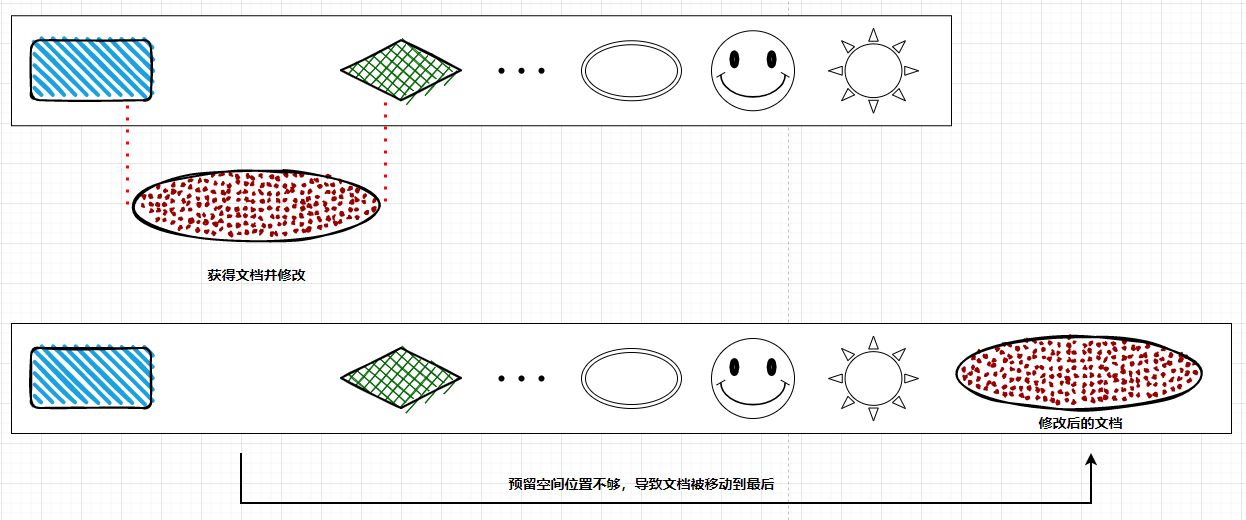 获得文档并修改
修改后的文档
预留空间位置不够，导致文档被移动到最后